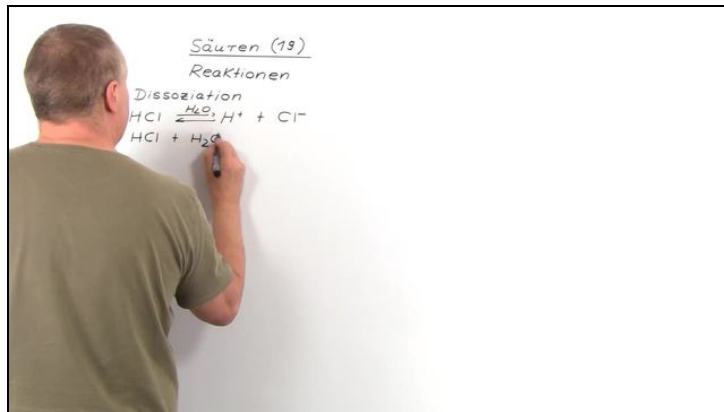 Säuren (19)
Reaktionen
Dissoziation
HCl ⇌ H₂O H⁺ + Cl⁻
HCl + H₂O